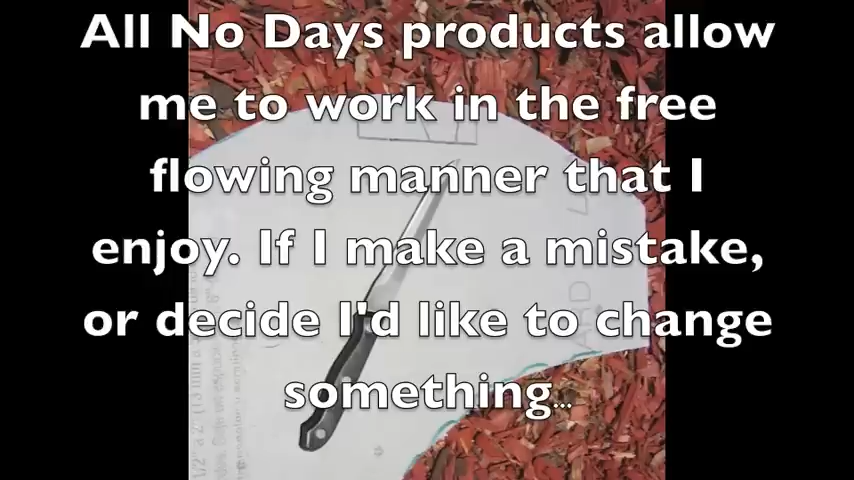 All No Days products allow
me to work in the free
flowing manner that I
enjoy. If I make a mistake,
or decide I'd like to change
something...